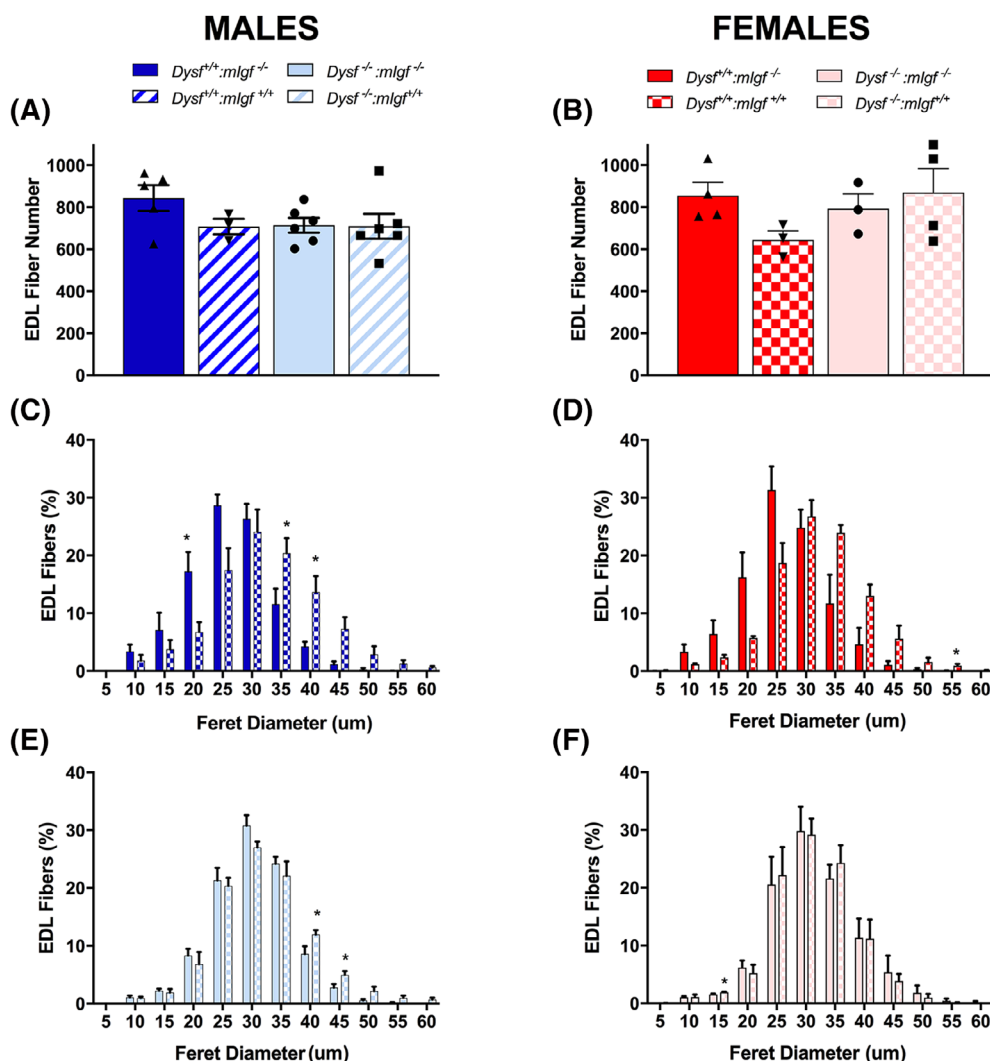 MALES
FEMALES
Dysf+/+:mIgf -/-
Dysf -/-:mIgf-/-
Dysf+/+:mIgf +/+
Dysf-/-:mIgf+/+
Dysf+/+:mIgf -/-
Dysf -/-:mIgf-/-
Dysf+/+:mIgf +/+
Dysf -/-:mIgf+/+
(A)
EDL Fiber Number
1000
800
600
400
200
0
(B)
EDL Fiber Number
1000
800
600
400
200
0
(C)
EDL Fibers (%)
40
30
20
10
0
* * *
5 10 15 20 25 30 35 40 45 50 55 60
Feret Diameter (um)
(D)
EDL Fibers (%)
40
30
20
10
0
*
5 10 15 20 25 30 35 40 45 50 55 60
Feret Diameter (um)
(E)
EDL Fibers (%)
40
30
20
10
0
* *
5 10 15 20 25 30 35 40 45 50 55 60
Feret Diameter (um)
(F)
EDL Fibers (%)
40
30
20
10
0
*
5 10 15 20 25 30 35 40 45 50 55 60
Feret Diameter (um)